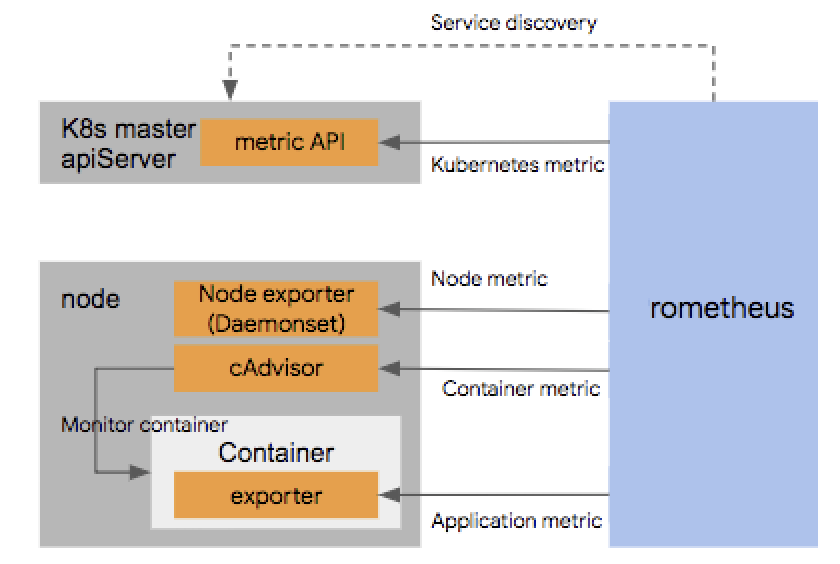 Service discovery
K8s master
apiServer
metric API
Kubernetes metric
node
Node exporter
(Daemonset)
Node metric
rometheus
cAdvisor
Container metric
Monitor container
Container
exporter
Application metric